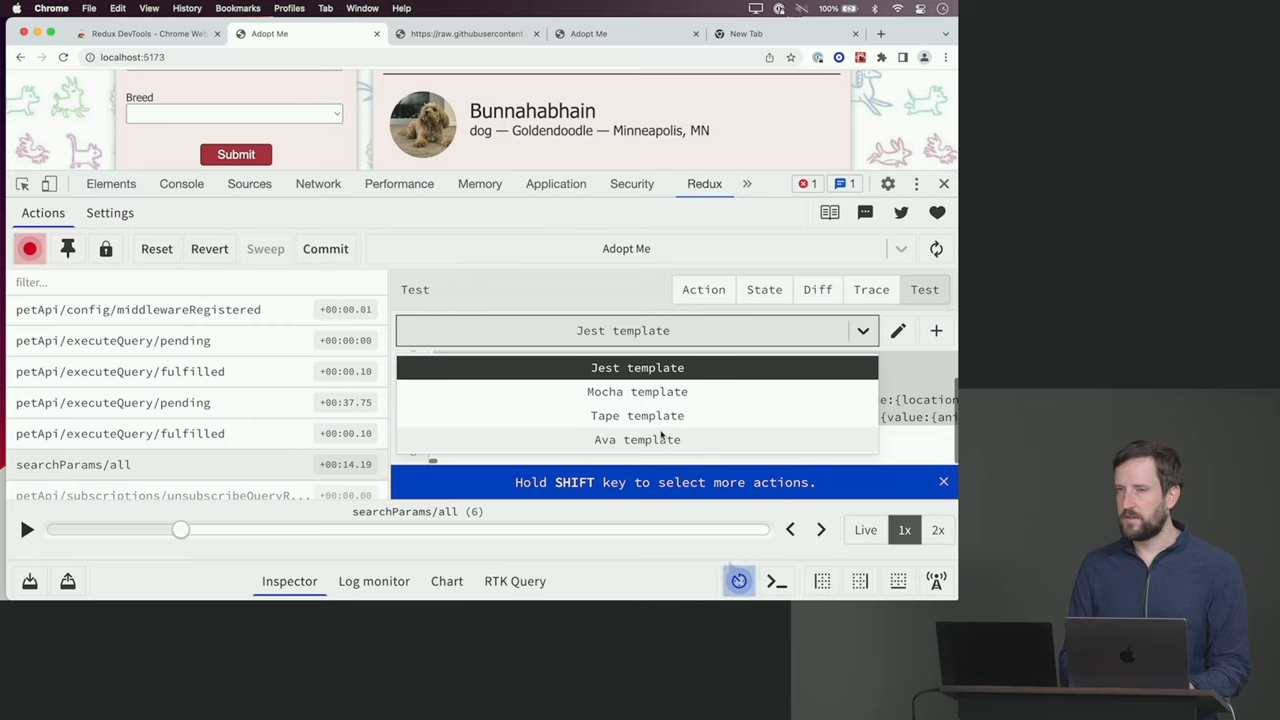 Chrome File Edit View History Bookmarks Profiles Tab Window Help 100%
Redux DevTools - Chrome Web Adopt Me https://raw.githubusercontent. Adopt Me New Tab
localhost:5173
Breed
Submit
Bunnahabhain
dog — Goldendoodle — Minneapolis, MN
Elements Console Sources Network Performance Memory Application Security Redux 1 1
Actions Settings
Reset Revert Sweep Commit Adopt Me
filter...
Test Action State Diff Trace Test
petApi/config/middlewareRegistered +00:00.01
petApi/executeQuery/pending +00:00:00
petApi/executeQuery/fulfilled +00:00.10
petApi/executeQuery/pending +00:37.75
petApi/executeQuery/fulfilled +00:00.10
searchParams/all +00:14.19
petApi/subscriptions/unsubscribeQueryR... +00:00.00
Jest template
Jest template
Mocha template
Tape template
Ava template
e:{location
{value:{ani
Hold SHIFT key to select more actions.
searchParams/all (6)
Live 1x 2x
Inspector Log monitor Chart RTK Query